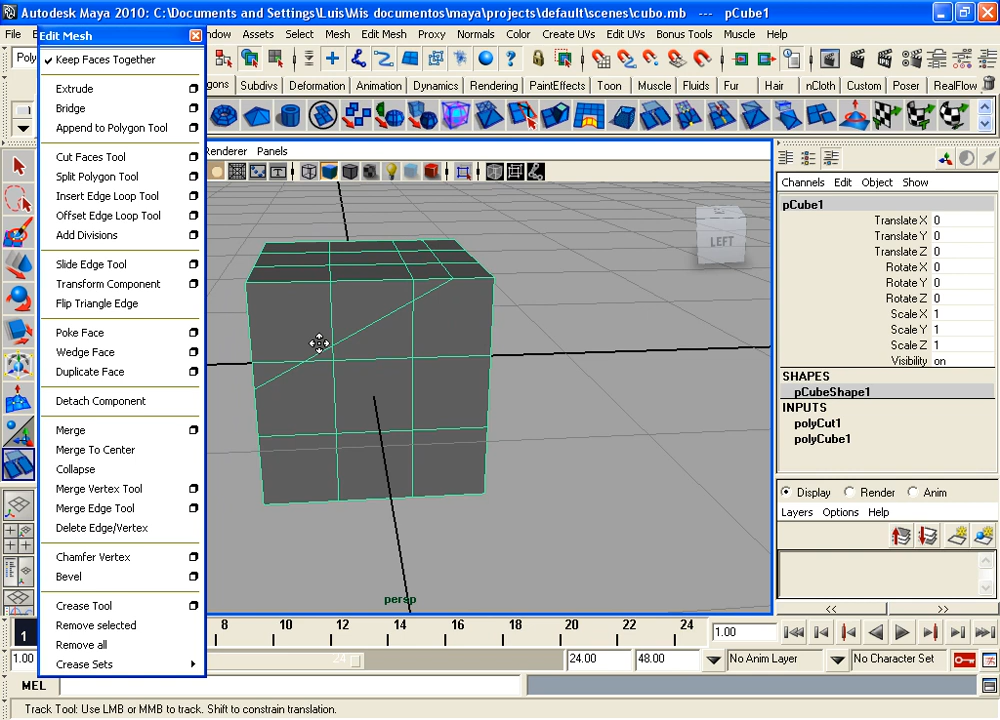 Autodesk Maya 2010: C:\Documents and Settings\Luis\Mis documentos\maya\projects\default\scenes\cubo.mb --- pCube1
Edit Mesh
File
ndow Assets Select Mesh Edit Mesh Proxy Normals Color Create UVs Edit UVs Bonus Tools Muscle Help
Poly
gons Subdivs Deformation Animation Dynamics Rendering PaintEffects Toon Muscle Fluids Fur Hair nCloth Custom Poser RealFlow
Keep Faces Together
Extrude
Bridge
Append to Polygon Tool
Cut Faces Tool
Split Polygon Tool
Insert Edge Loop Tool
Offset Edge Loop Tool
Add Divisions
Slide Edge Tool
Transform Component
Flip Triangle Edge
Poke Face
Wedge Face
Duplicate Face
Detach Component
Merge
Merge To Center
Collapse
Merge Vertex Tool
Merge Edge Tool
Delete Edge/Vertex
Chamfer Vertex
Bevel
Crease Tool
Remove selected
Remove all
Crease Sets
Renderer Panels
LEFT
persp
Channels Edit Object Show
pCube1
Translate X 0
Translate Y 0
Translate Z 0
Rotate X 0
Rotate Y 0
Rotate Z 0
Scale X 1
Scale Y 1
Scale Z 1
Visibility on
SHAPES
pCubeShape1
INPUTS
polyCut1
polyCube1
Display Render Anim
Layers Options Help
<< >>
1 8 10 12 14 16 18 20 22 24 1.00
1.00 24 24.00 48.00 No Anim Layer No Character Set
MEL
Track Tool: Use LMB or MMB to track. Shift to constrain translation.